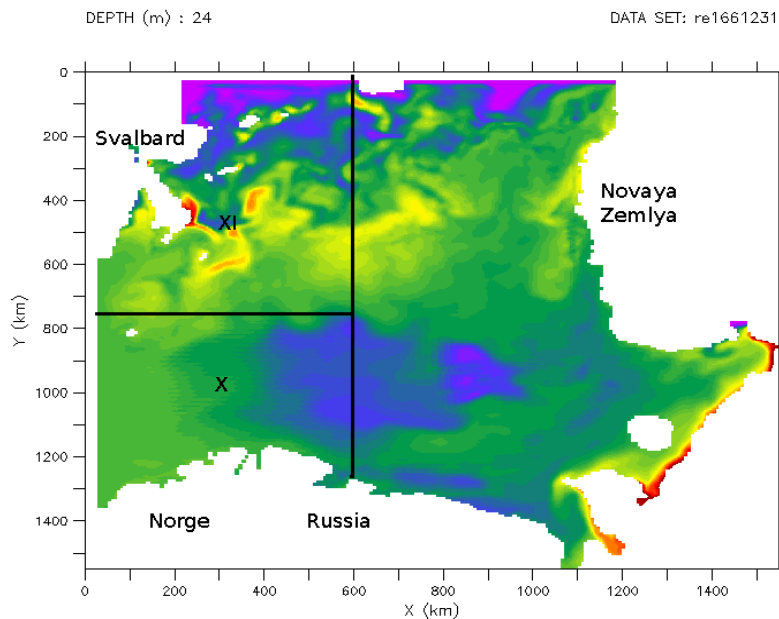 DEPTH (m) : 24
DATA SET: re1661231
0
200
400
600
800
1000
1200
1400
Y (km)
Svalbard
Novaya
Zemlya
XI
X
Norge
Russia
0
200
400
600
800
1000
1200
1400
X (km)